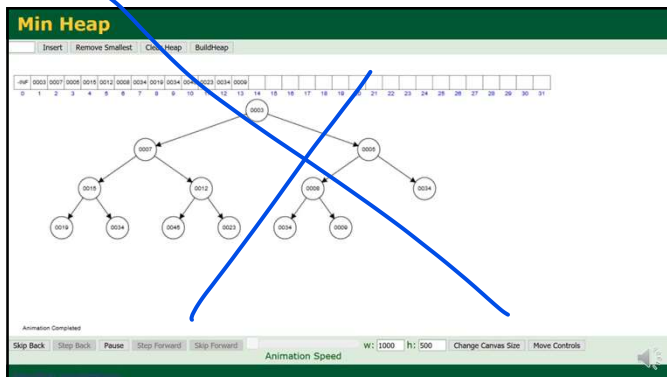 Min Heap
Insert Remove Smallest Clear Heap BuildHeap
-INF 0003 0007 0005 0015 0012 0008 0034 0019 0034 0023 0034 0009
0 1 2 3 4 5 6 7 8 9 10 11 12 13 14 15 16 17 18 19 20 21 22 23 24 25 26 27 28 29 30 31
0003
0007 0005
0015 0012 0008 0034
0019 0034 0045 0023 0034 0009
Animation Completed
Skip Back Step Back Pause Step Forward Skip Forward w: 1000 h: 500 Change Canvas Size Move Controls
Animation Speed